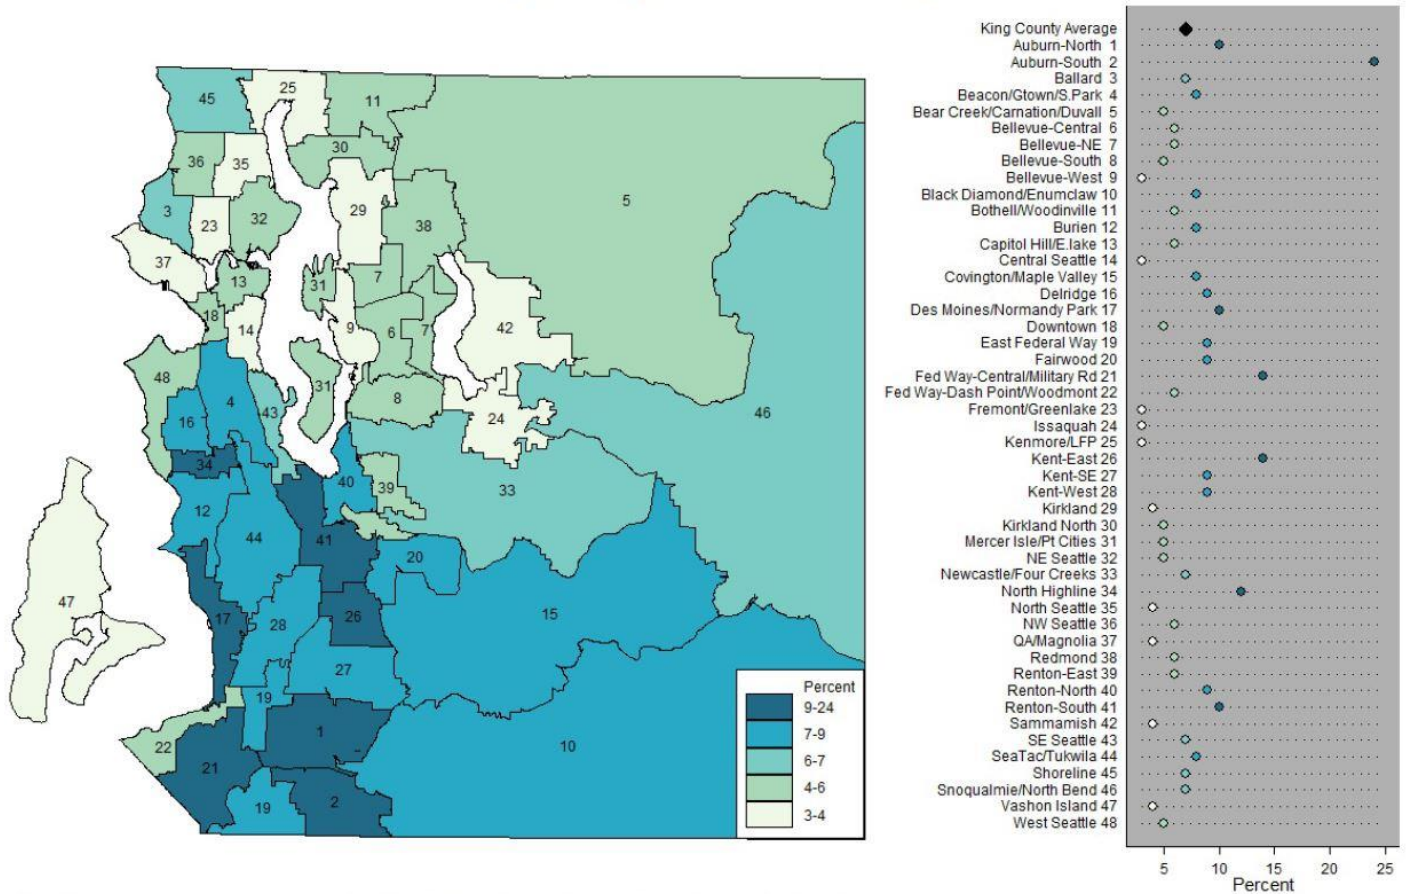 45
25
11
36
35
30
5
3
23
32
29
38
37
13
31
7
18
14
9
6
7
42
48
31
8
46
16
4
43
24
34
40
39
33
12
44
41
20
47
17
28
26
15
27
19
22
21
1
10
19
2
Percent
9-24
7-9
6-7
4-6
3-4
King County Average
Auburn-North 1
Auburn-South 2
Ballard 3
Beacon/Gtown/S.Park 4
Bear Creek/Carnation/Duvall 5
Bellevue-Central 6
Bellevue-NE 7
Bellevue-South 8
Bellevue-West 9
Black Diamond/Enumclaw 10
Bothell/Woodinville 11
Burien 12
Capitol Hill/E.lake 13
Central Seattle 14
Covington/Maple Valley 15
Delridge 16
Des Moines/Normandy Park 17
Downtown 18
East Federal Way 19
Fairwood 20
Fed Way-Central/Military Rd 21
Fed Way-Dash Point/Woodmont 22
Fremont/Greenlake 23
Issaquah 24
Kenmore/LFP 25
Kent-East 26
Kent-SE 27
Kent-West 28
Kirkland 29
Kirkland North 30
Mercer Isle/Pt Cities 31
NE Seattle 32
Newcastle/Four Creeks 33
North Highline 34
North Seattle 35
NW Seattle 36
QA/Magnolia 37
Redmond 38
Renton-East 39
Renton-North 40
Renton-South 41
Sammamish 42
SE Seattle 43
SeaTac/Tukwila 44
Shoreline 45
Snoqualmie/North Bend 46
Vashon Island 47
West Seattle 48
5 10 15 20 25
Percent